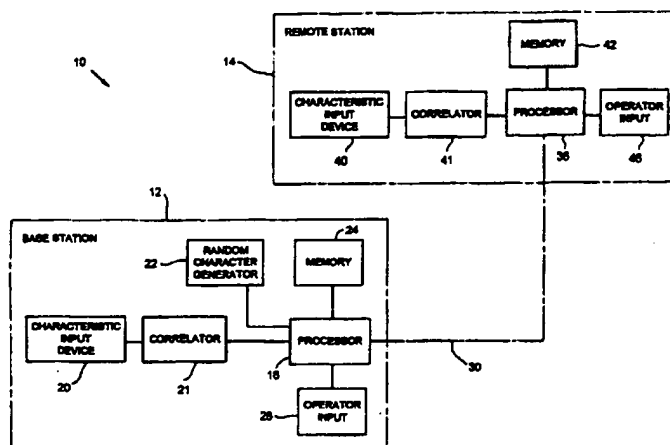 REMOTE STATION
10
14
MEMORY
42
CHARACTERISTIC
INPUT
DEVICE
CORRELATOR
PROCESSOR
OPERATOR
INPUT
40
41
36
46
12
BASE STATION
24
22
RANDOM
CHARACTER
GENERATOR
MEMORY
CHARACTERISTIC
INPUT
DEVICE
CORRELATOR
PROCESSOR
20
21
18
30
28
OPERATOR
INPUT